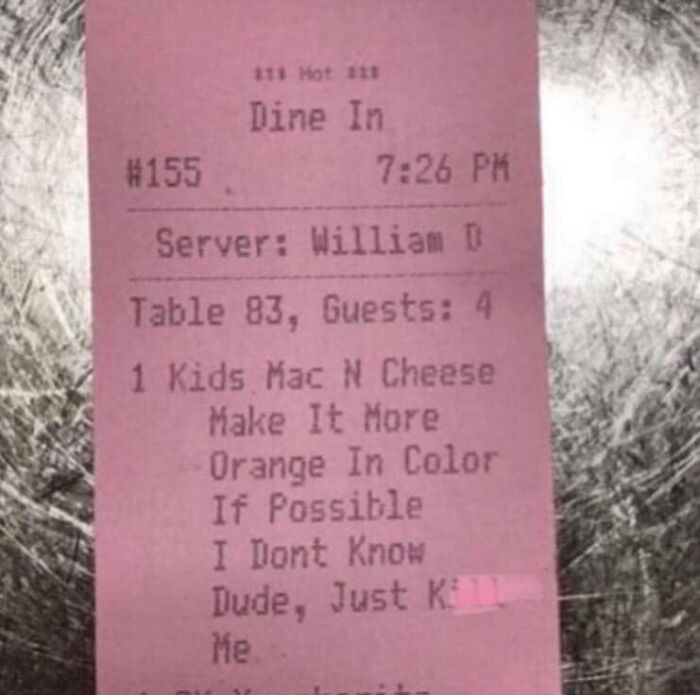 *** Hot ***
Dine In
#155 7:26 PM
Server: William D
Table 83, Guests: 4
1 Kids Mac N Cheese
Make It More
Orange In Color
If Possible
I Dont Know
Dude, Just Kill
Me